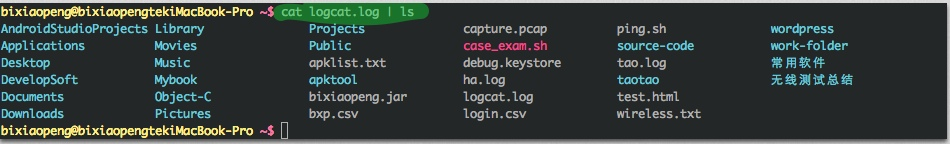 bixiaopeng@bixiaopengtekiMacBook-Pro ~$ cat logcat.log | ls
AndroidStudioProjects Library Projects capture.pcap ping.sh wordpress
Applications Movies Public case_exam.sh source-code work-folder
Desktop Music apklist.txt debug.keystore tao.log 常用软件
DevelopSoft Mybook apktool ha.log taotao 无线测试总结
Documents Object-C bixiaopeng.jar logcat.log test.html
Downloads Pictures bxp.csv login.csv wireless.txt
bixiaopeng@bixiaopengtekiMacBook-Pro ~$